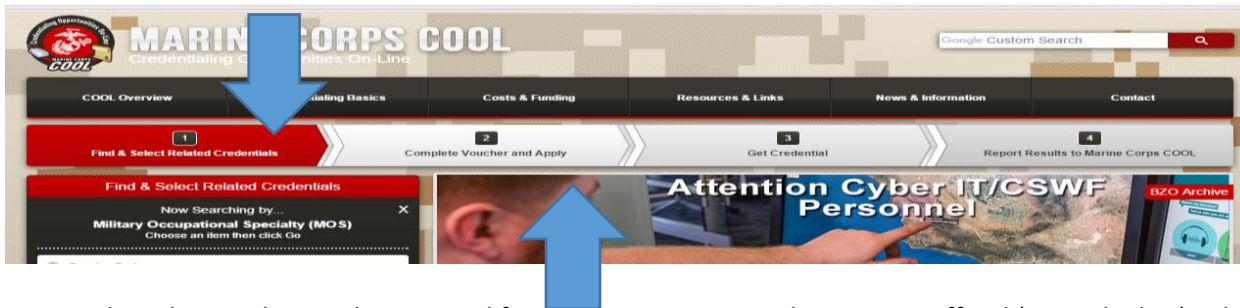 MARINE CORPS COOL
Credentialing Opportunities On-Line
COOL
Google Custom Search
COOL Overview
Basics
Costs & Funding
Resources & Links
News & Information
Contact
1
Find & Select Related Credentials
2
Complete Voucher and Apply
3
Get Credential
4
Report Results to Marine Corps COOL
Find & Select Related Credentials
Now Searching by...
Military Occupational Specialty (MOS)
Choose an item then click Go
Attention Cyber IT/CSWF
Personnel
BZO Archive